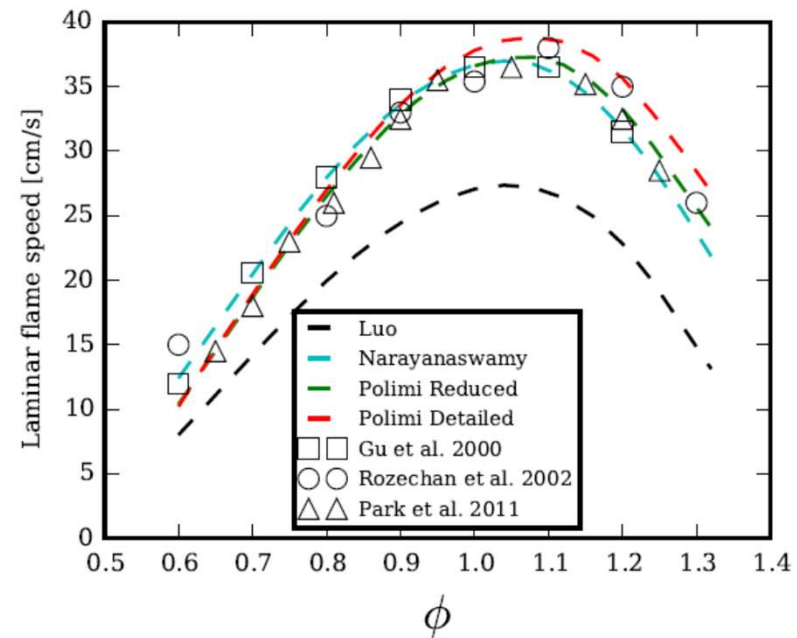 Laminar flame speed [cm/s]
40
35
30
25
20
15
10
5
0
Luo
Narayanaswamy
Polimi Reduced
Polimi Detailed
Gu et al. 2000
Rozechan et al. 2002
Park et al. 2011
0.5 0.6 0.7 0.8 0.9 1.0 1.1 1.2 1.3 1.4
ϕ